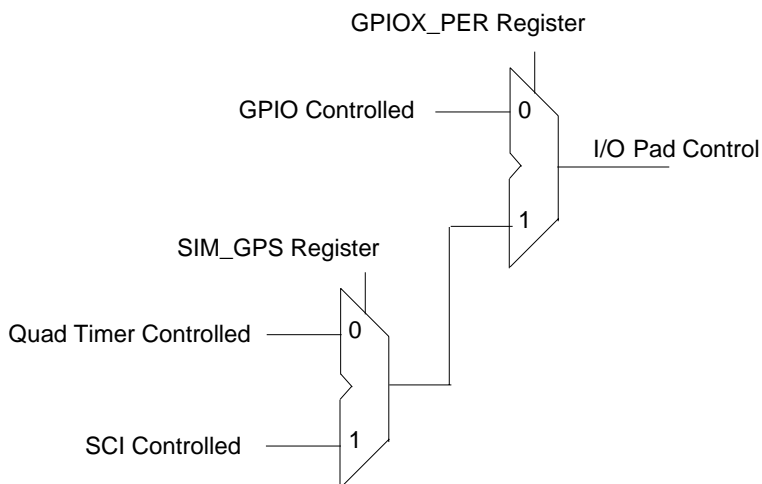 GPIOX_PER Register
GPIO Controlled
0
I/O Pad Control
1
SIM_GPS Register
Quad Timer Controlled
0
SCI Controlled
1